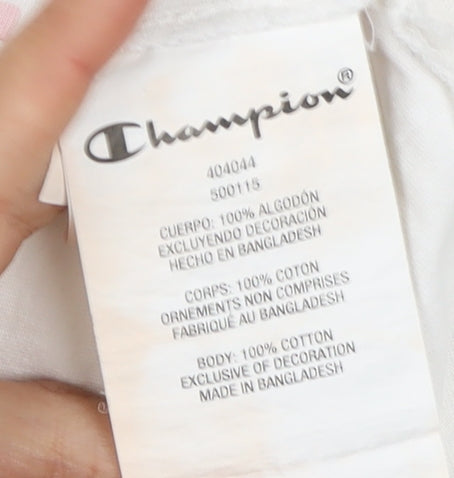 Champion®
404044
500115
CUERPO: 100% ALGODÓN
EXCLUYENDO DECORACIÓN
HECHO EN BANGLADESH
CORPS: 100% COTON
ORNEMENTS NON COMPRISES
FABRIQUÉ AU BANGLADESH
BODY: 100% COTTON
EXCLUSIVE OF DECORATION
MADE IN BANGLADESH